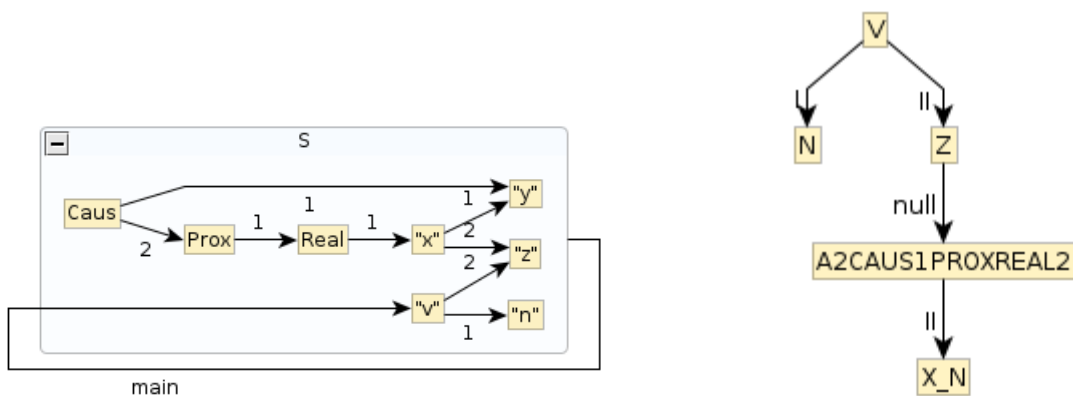 S
Caus
2
Prox
1
1
Real
1
"x"
1
2
2
"y"
"z"
"v"
1
"n"
main
V
I
II
N
Z
null
A2CAUS1PROXREAL2
II
X_N